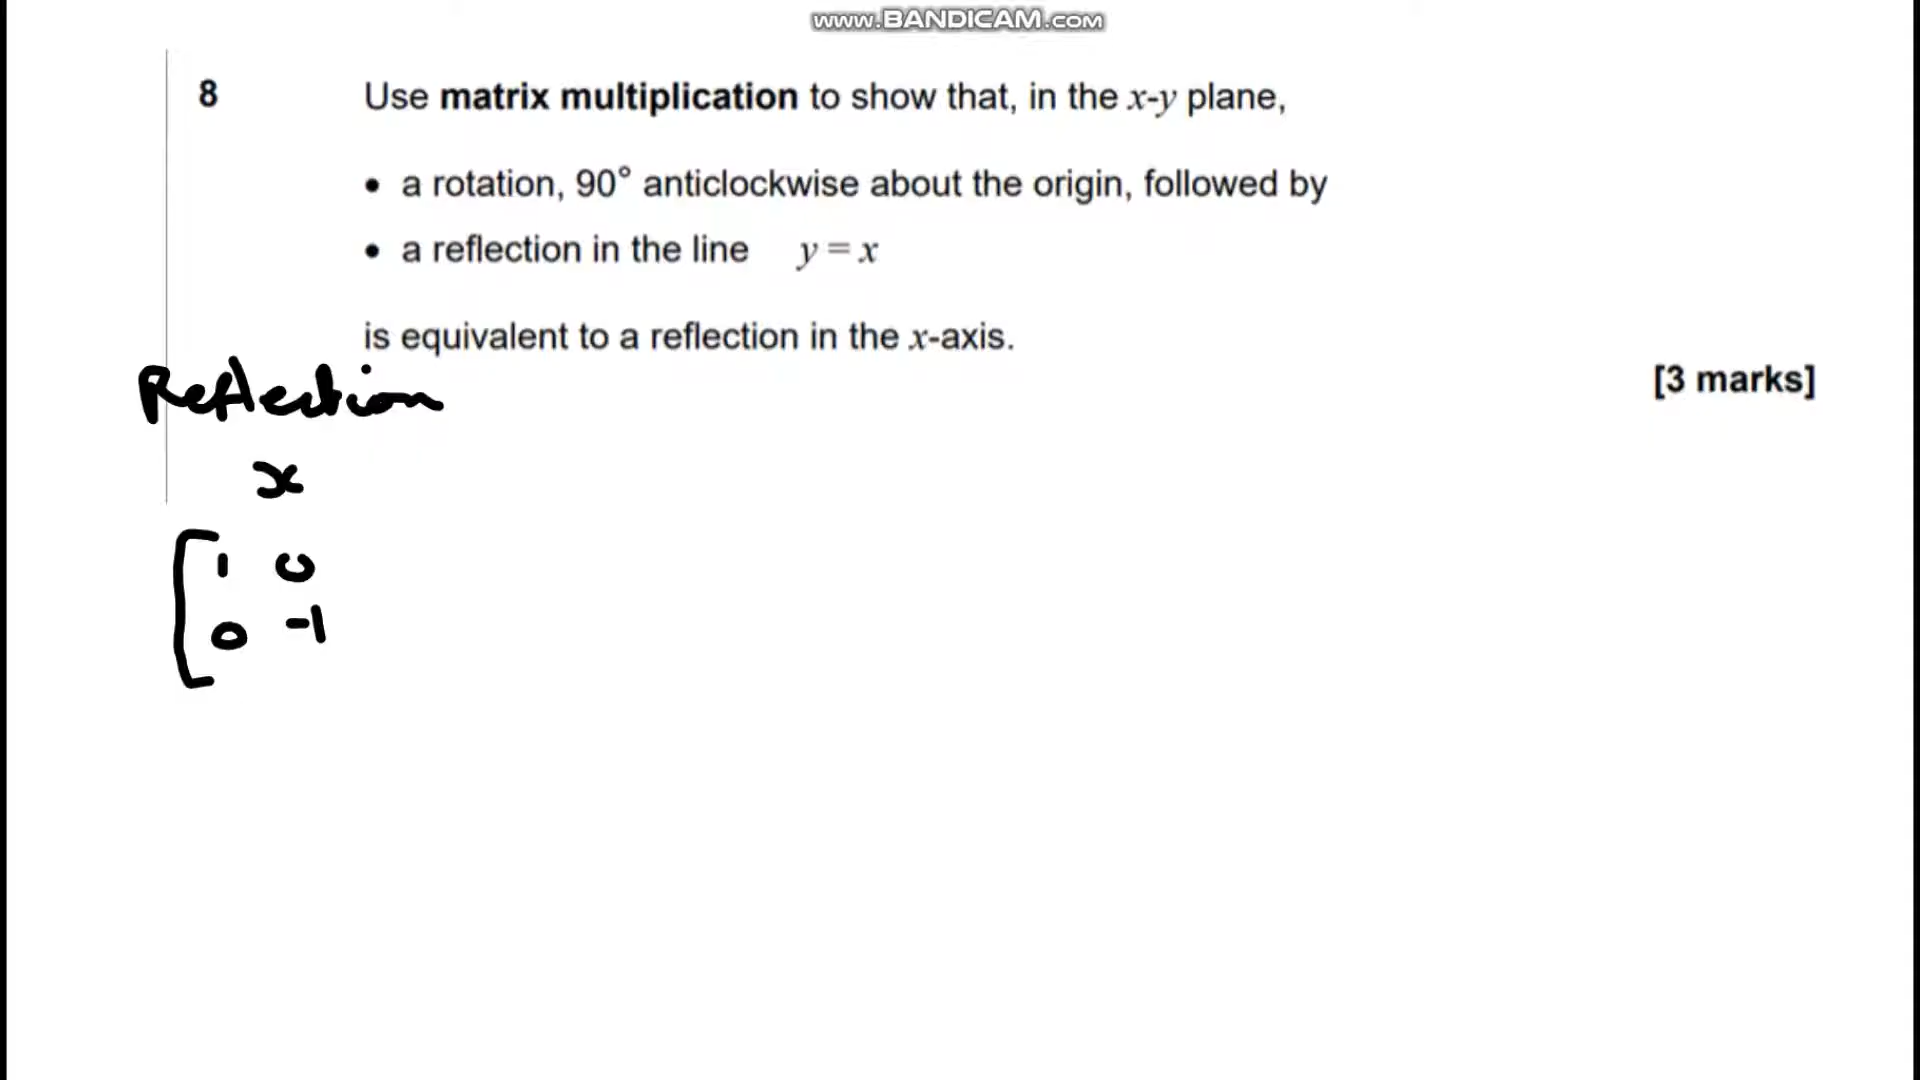 www.BANDICAM.com
8 Use matrix multiplication to show that, in the x-y plane,
• a rotation, 90° anticlockwise about the origin, followed by
• a reflection in the line y = x
is equivalent to a reflection in the x-axis.
[3 marks]
Reflection
x
1 0
0 -1